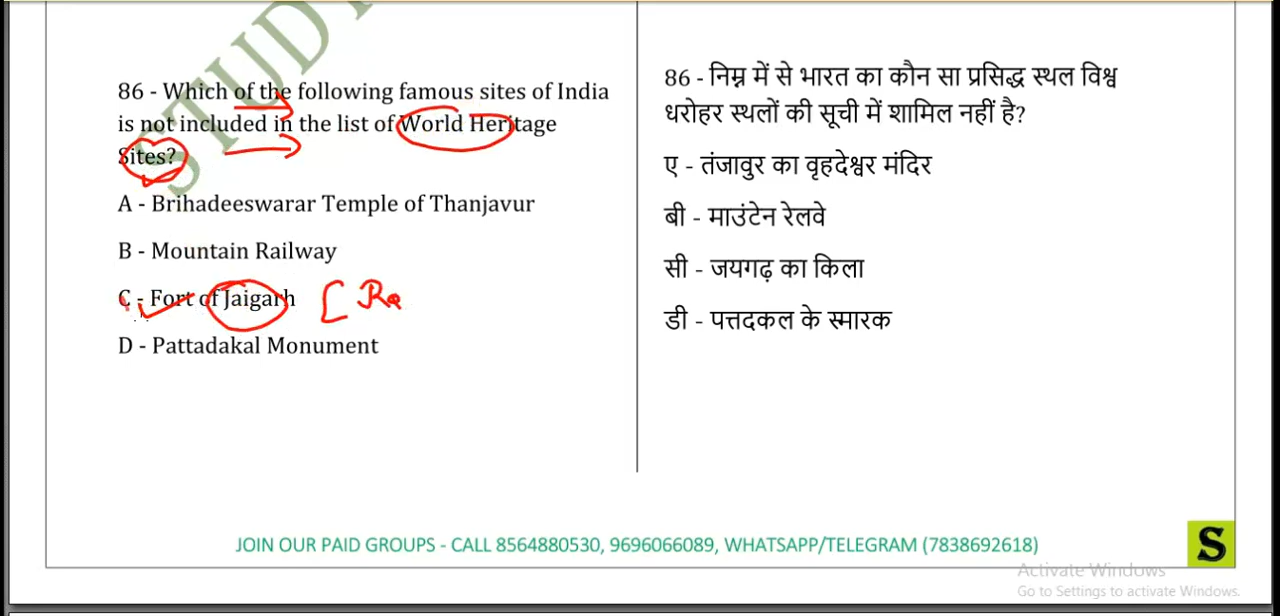 STUDY
86 - Which of the following famous sites of India
is not included in the list of World Heritage
Sites?
A - Brihadeeswarar Temple of Thanjavur
B - Mountain Railway
C - Fort of Jaigarh [ Ra
D - Pattadakal Monument
86 - निम्न में से भारत का कौन सा प्रसिद्ध स्थल विश्व
धरोहर स्थलों की सूची में शामिल नहीं है?
ए - तंजावुर का वृहदेश्वर मंदिर
बी - माउंटेन रेलवे
सी - जयगढ़ का किला
डी - पत्तदकल के स्मारक
JOIN OUR PAID GROUPS - CALL 8564880530, 9696066089, WHATSAPP/TELEGRAM (7838692618)
S
Activate Windows
Go to Settings to activate Windows.